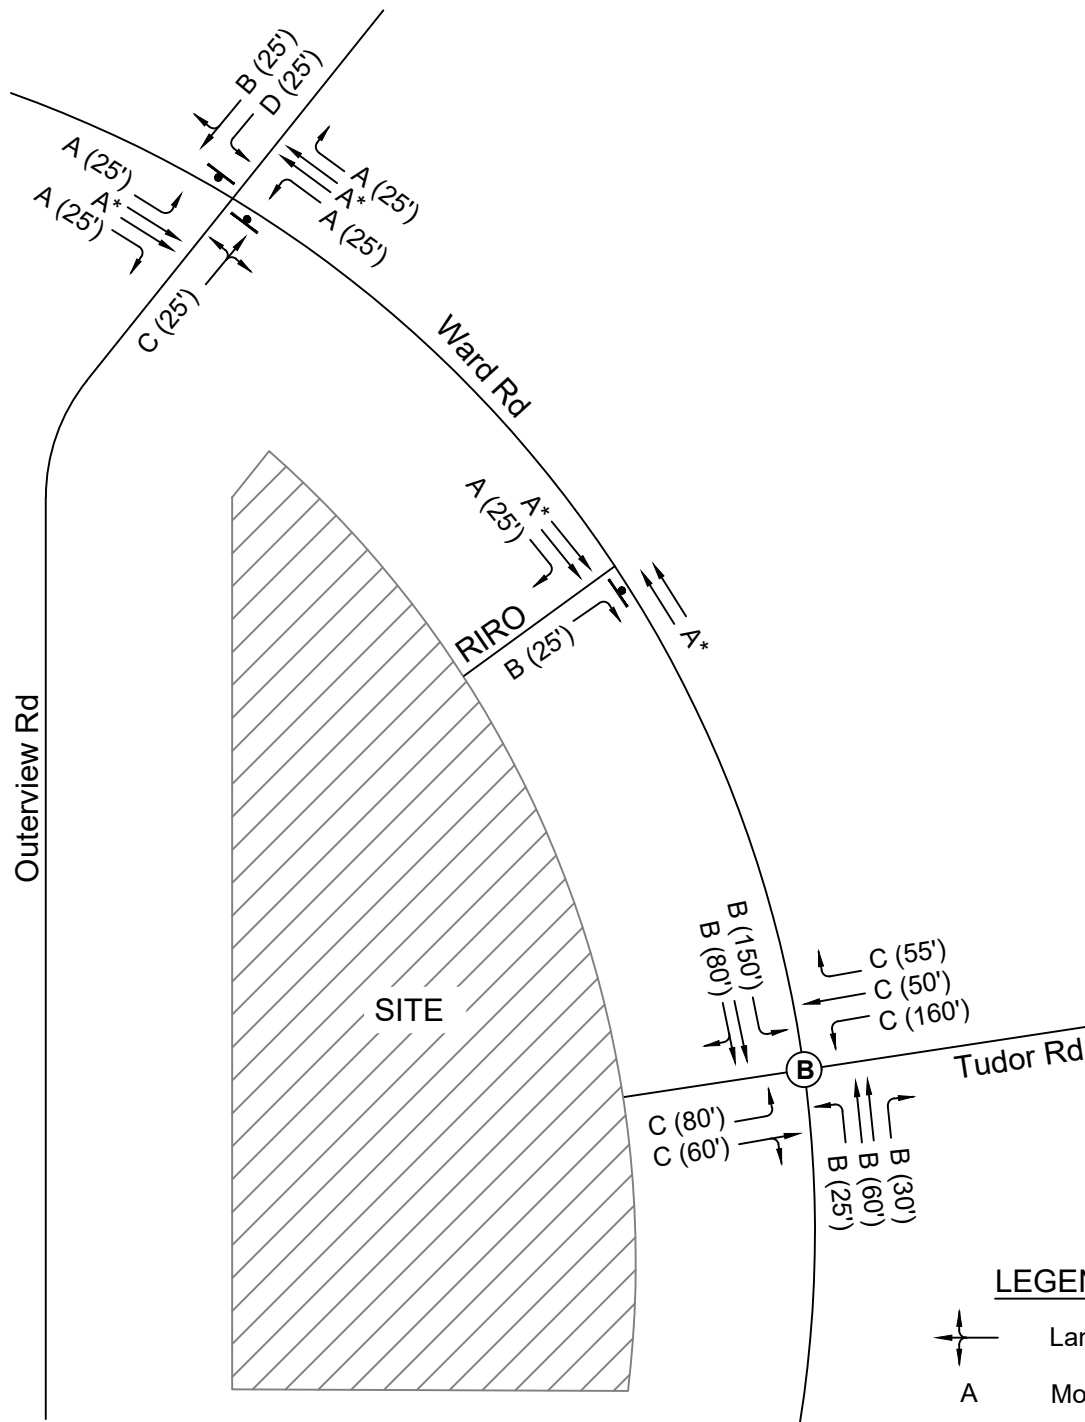 B (25')
D (25')
A (25')
A*
A (25')
A (25')
A*
A (25')
C (25')
Ward Rd
A*
A (25')
RIRO
B (25')
A*
Outerview Rd
SITE
B (150')
B (80')
C (55')
C (50')
C (160')
B
Tudor Rd
C (80')
C (60')
B (25')
B (60')
B (30')
LEGEN
Lan
A Mo